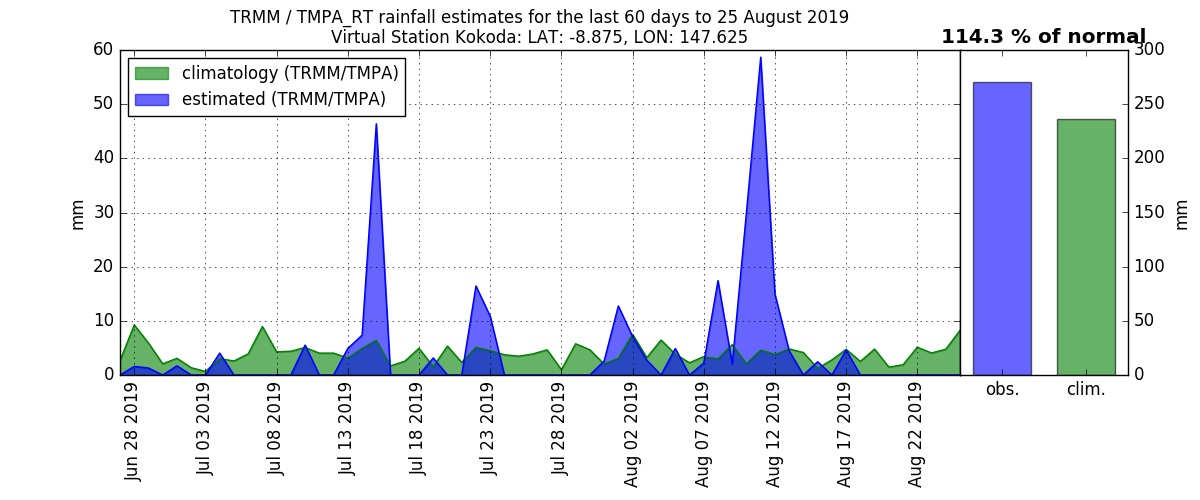 TRMM / TMPA_RT rainfall estimates for the last 60 days to 25 August 2019
Virtual Station Kokoda: LAT: -8.875, LON: 147.625
114.3 % of normal
climatology (TRMM/TMPA)
estimated (TRMM/TMPA)
60
50
40
30
20
10
0
mm
300
250
200
150
100
50
0
mm
Jun 28 2019
Jul 03 2019
Jul 08 2019
Jul 13 2019
Jul 18 2019
Jul 23 2019
Jul 28 2019
Aug 02 2019
Aug 07 2019
Aug 12 2019
Aug 17 2019
Aug 22 2019
obs.
clim.